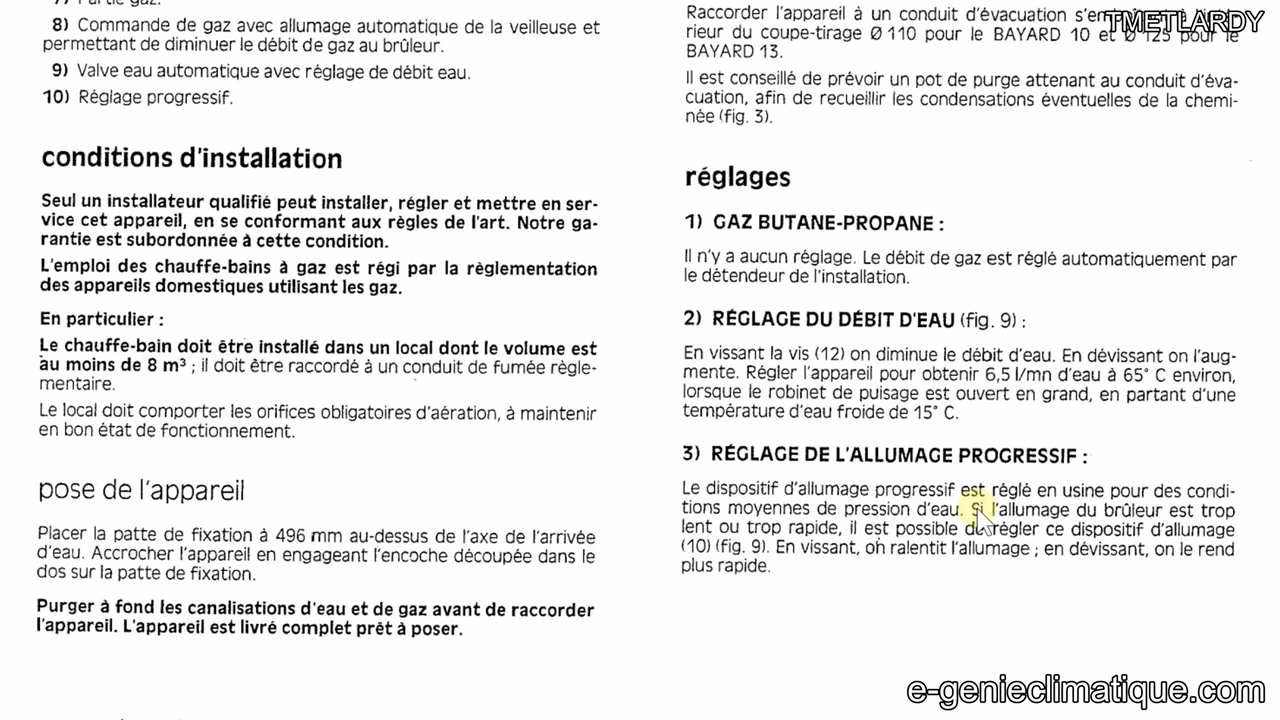 8) Commande de gaz avec allumage automatique de la veilleuse et
permettant de diminuer le débit de gaz au brûleur.
9) Valve eau automatique avec réglage de débit eau.
10) Réglage progressif.
conditions d'installation
Seul un installateur qualifié peut installer, régler et mettre en ser-
vice cet appareil, en se conformant aux règles de l'art. Notre ga-
rantie est subordonnée à cette condition.
L'emploi des chauffe-bains à gaz est régi par la règlementation
des appareils domestiques utilisant les gaz.
En particulier :
Le chauffe-bain doit être installé dans un local dont le volume est
au moins de 8 m³ ; il doit être raccordé à un conduit de fumée règle-
mentaire.
Le local doit comporter les orifices obligatoires d'aération, à maintenir
en bon état de fonctionnement.
pose de l'appareil
Placer la patte de fixation à 496 mm au-dessus de l'axe de l'arrivée
d'eau. Accrocher l'appareil en engageant l'encoche découpée dans le
dos sur la patte de fixation.
Purger à fond les canalisations d'eau et de gaz avant de raccorder
l'appareil. L'appareil est livré complet prêt à poser.
Raccorder l'appareil à un conduit d'évacuation
TMETLARDY
rieur du coupe-tirage Ø 110 pour le BAYARD 10 et Ø 125 pour le
BAYARD 13.
Il est conseillé de prévoir un pot de purge attenant au conduit d'éva-
cuation, afin de recueillir les condensations éventuelles de la chemi-
née (fig. 3).
réglages
1) GAZ BUTANE-PROPANE :
Il n'y a aucun réglage. Le débit de gaz est réglé automatiquement par
le détendeur de l'installation.
2) RÉGLAGE DU DÉBIT D'EAU (fig. 9) :
En vissant la vis (12) on diminue le débit d'eau. En dévissant on l'aug-
mente. Régler l'appareil pour obtenir 6,5 l/mn d'eau à 65° C environ,
lorsque le robinet de puisage est ouvert en grand, en partant d'une
température d'eau froide de 15° C.
3) RÉGLAGE DE L'ALLUMAGE PROGRESSIF :
Le dispositif d'allumage progressif est réglé en usine pour des condi-
tions moyennes de pression d'eau. Si l'allumage du brûleur est trop
lent ou trop rapide, il est possible de régler ce dispositif d'allumage
(10) (fig. 9). En vissant, on ralentit l'allumage ; en dévissant, on le rend
plus rapide.
e-genieclimatique.com